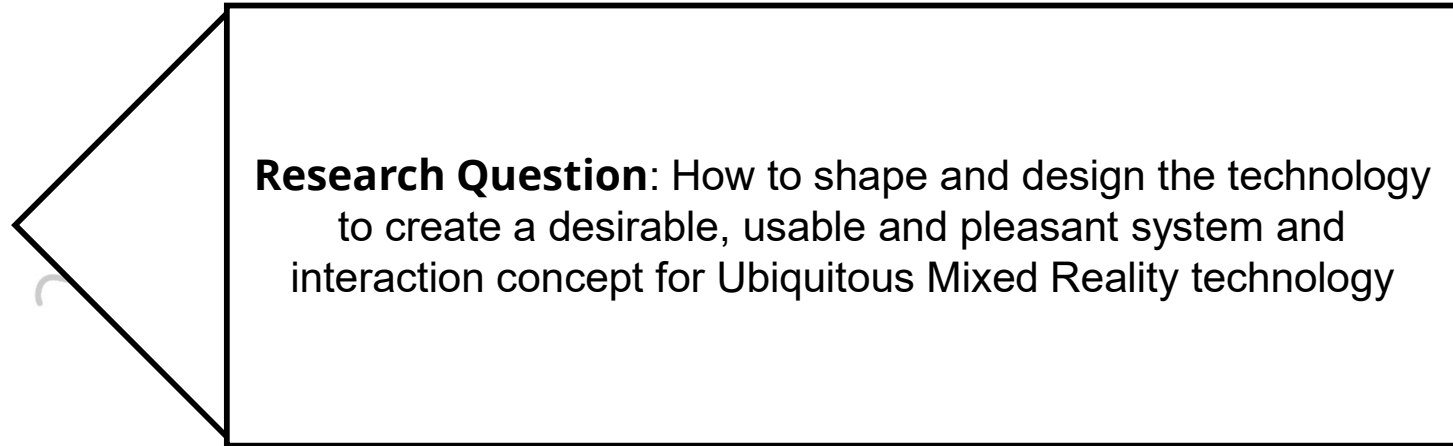 Research Question: How to shape and design the technology
to create a desirable, usable and pleasant system and
interaction concept for Ubiquitous Mixed Reality technology